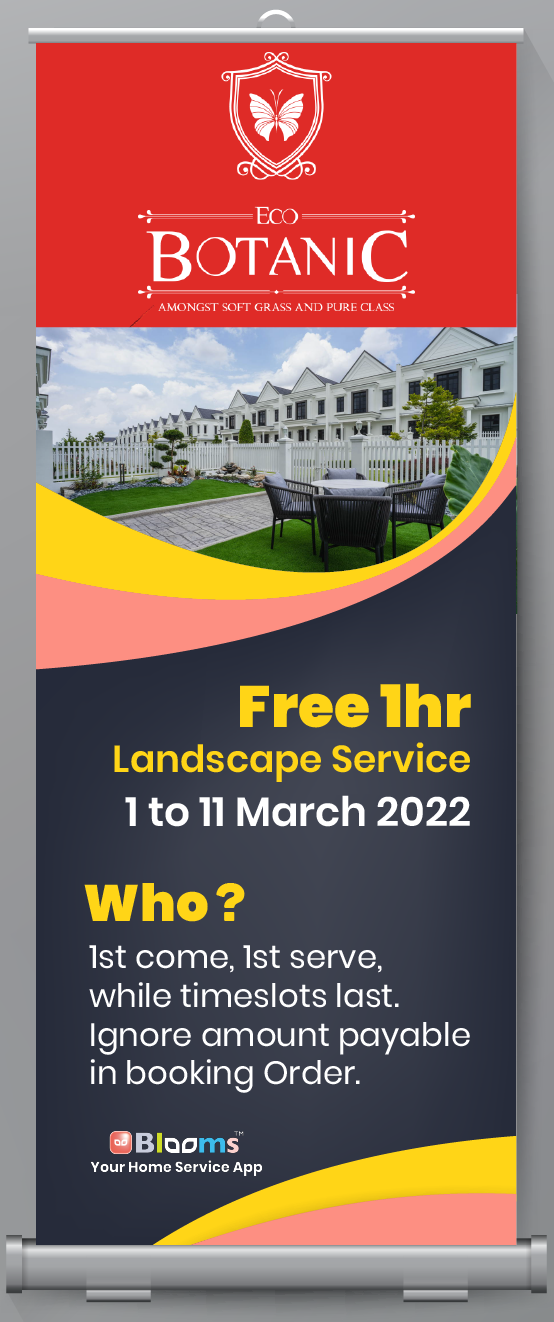 Eco
BOTANIC
AMONGST SOFT GRASS AND PURE CLASS
Free 1hr
Landscape Service
1 to 11 March 2022
Who?
1st come, 1st serve,
while timeslots last.
Ignore amount payable
in booking Order.
Blooms™
Your Home Service App